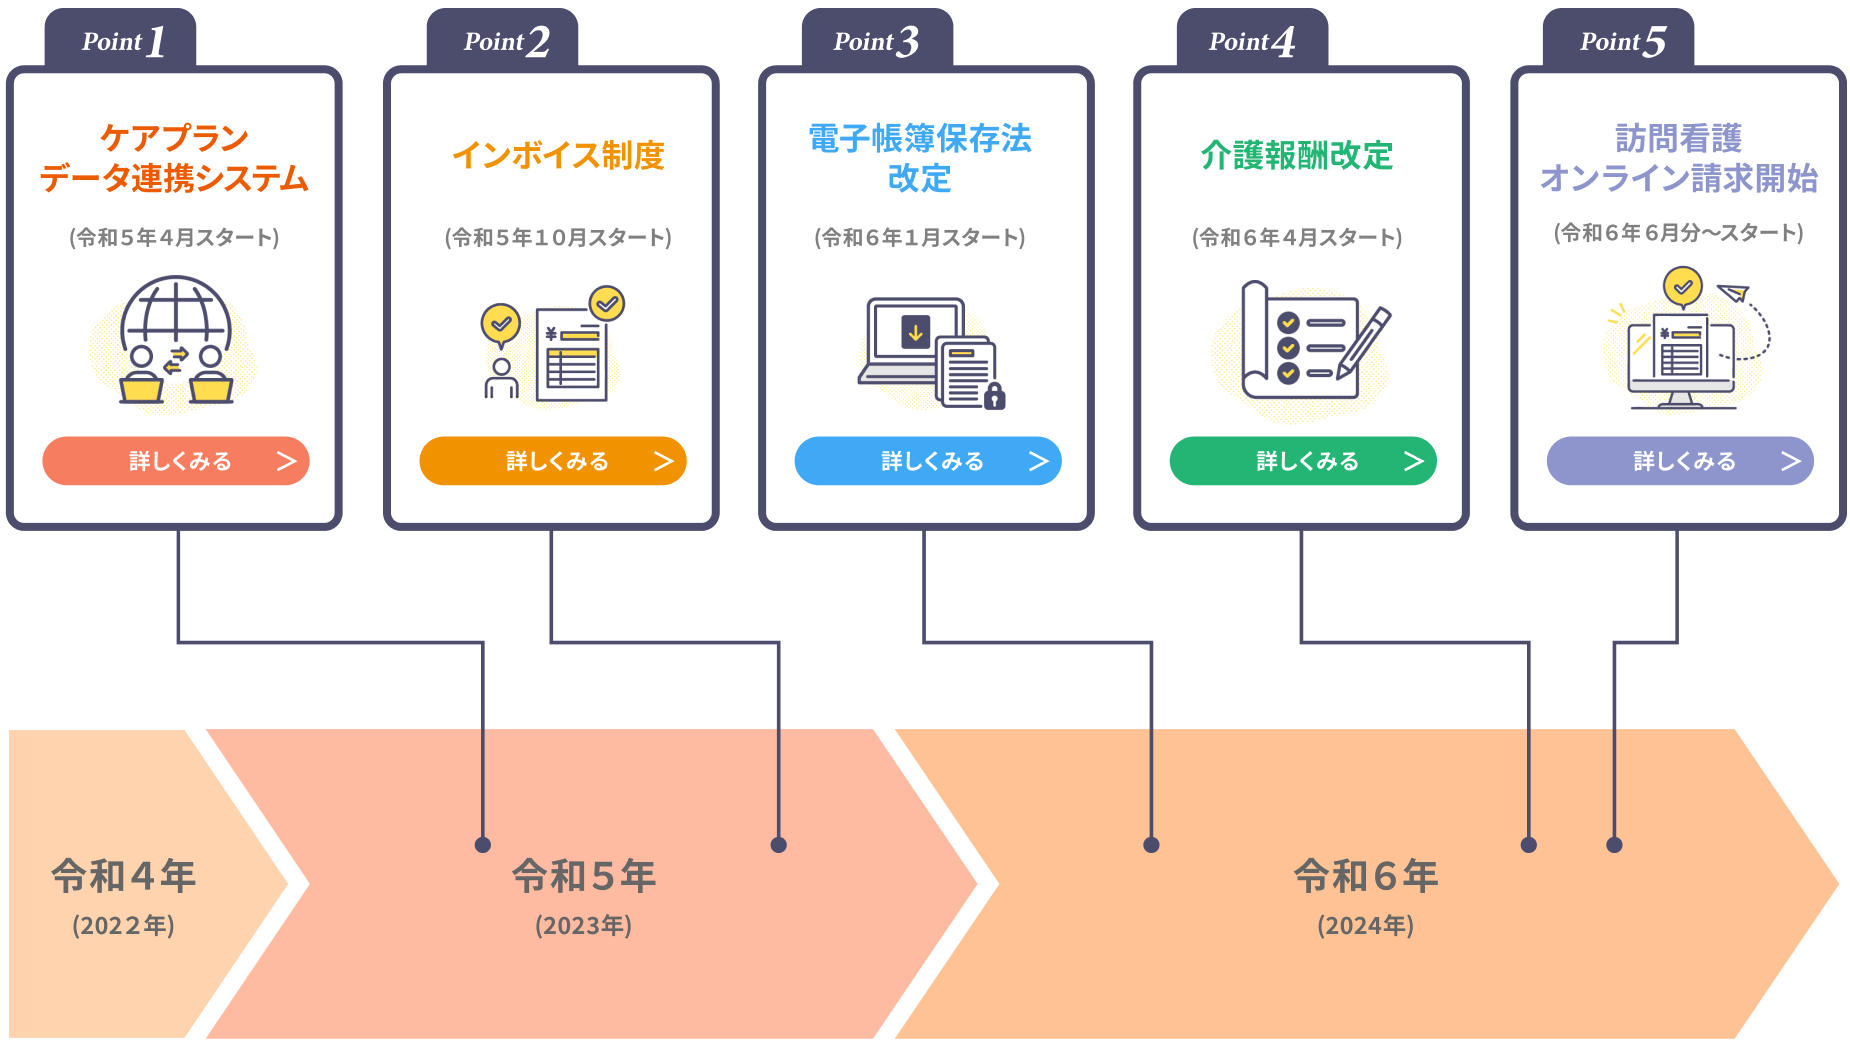 Point 1
ケアプラン
データ連携システム
(令和５年４月スタート)
¥
詳しくみる >
Point 2
インボイス制度
(令和５年１０月スタート)
¥
詳しくみる >
Point 3
電子帳簿保存法
改定
(令和６年１月スタート)
詳しくみる >
Point 4
介護報酬改定
(令和６年４月スタート)
詳しくみる >
Point 5
訪問看護
オンライン請求開始
(令和６年６月分〜スタート)
¥
詳しくみる >
令和４年
(2022年)
令和５年
(2023年)
令和６年
(2024年)